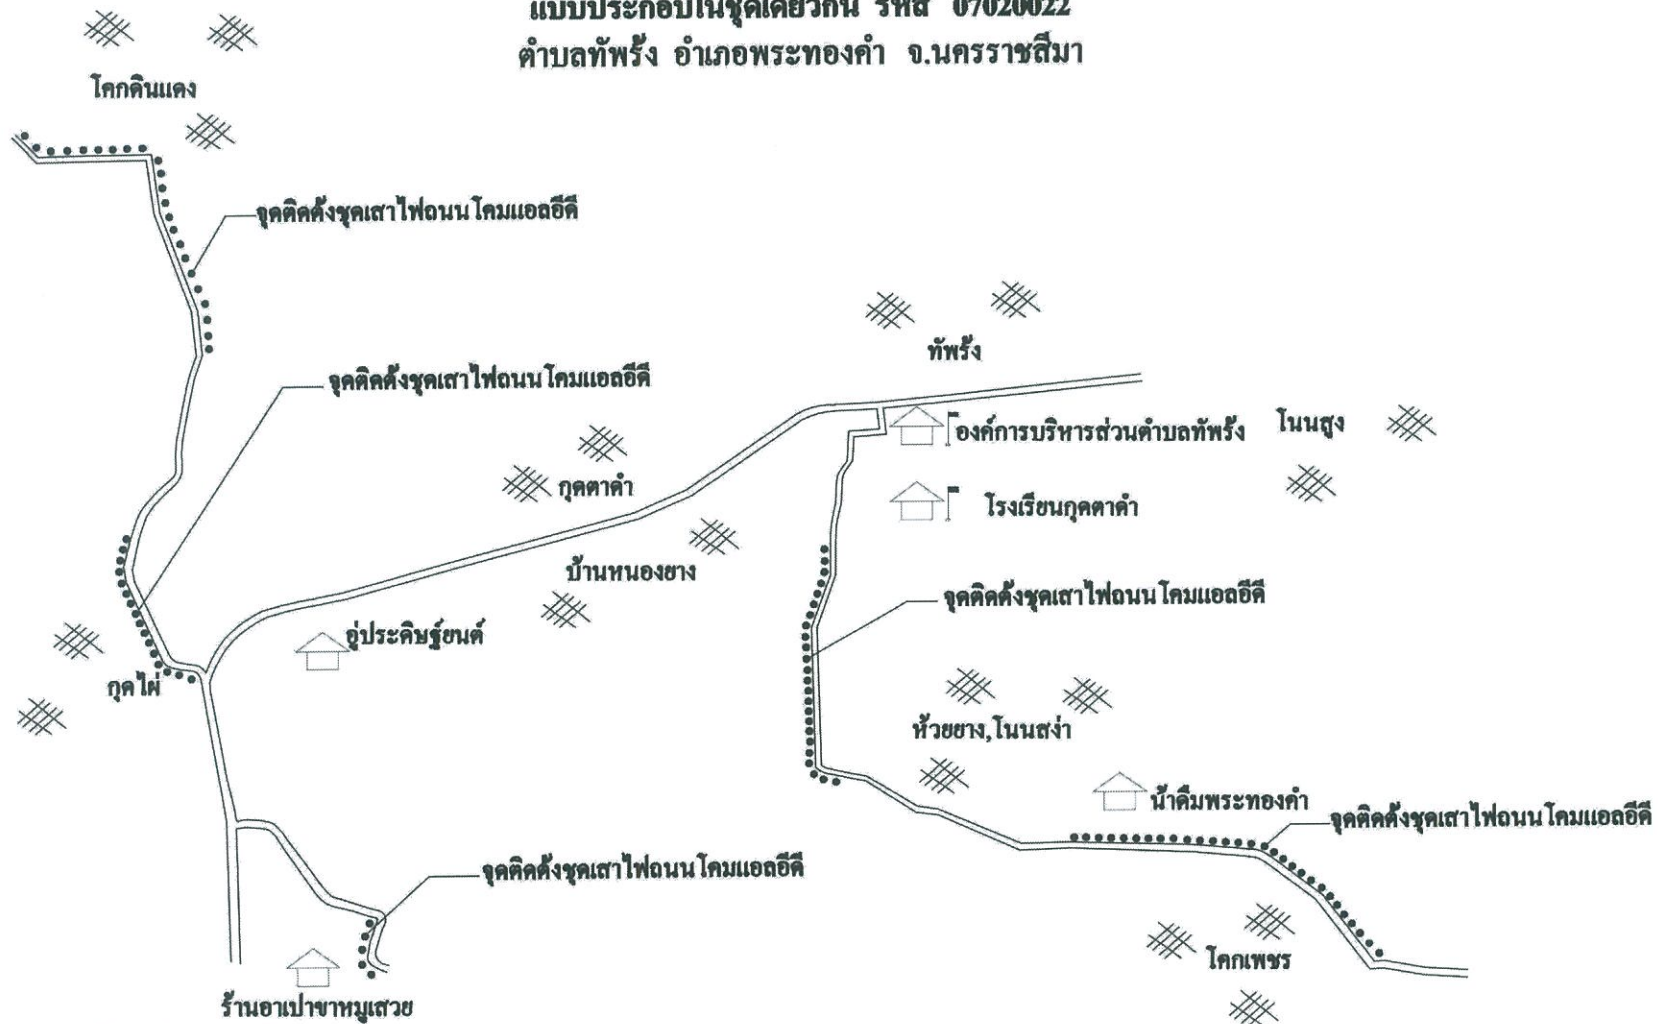 แบบประกอบในชุดเดียวกัน รหัส 07020022
ตำบลทัพรั้ง อำเภอพระทองคำ จ.นครราชสีมา
โคกดินแดง
จุดติดตั้งชุดเสาไฟถนนโคมแอลอีดี
ทัพรั้ง
จุดติดตั้งชุดเสาไฟถนนโคมแอลอีดี
โนนสูง
องค์การบริหารส่วนตำบลทัพรั้ง
กุดตาดำ
โรงเรียนกุดตาดำ
บ้านหนองยาง
จุดติดตั้งชุดเสาไฟถนนโคมแอลอีดี
อู่ประดิษฐ์ยนต์
กุดไผ่
ห้วยยาง,โนนสง่า
น้ำดื่มพระทองคำ
จุดติดตั้งชุดเสาไฟถนนโคมแอลอีดี
จุดติดตั้งชุดเสาไฟถนนโคมแอลอีดี
โคกเพชร
ร้านอาเปาขาหมูเสวย